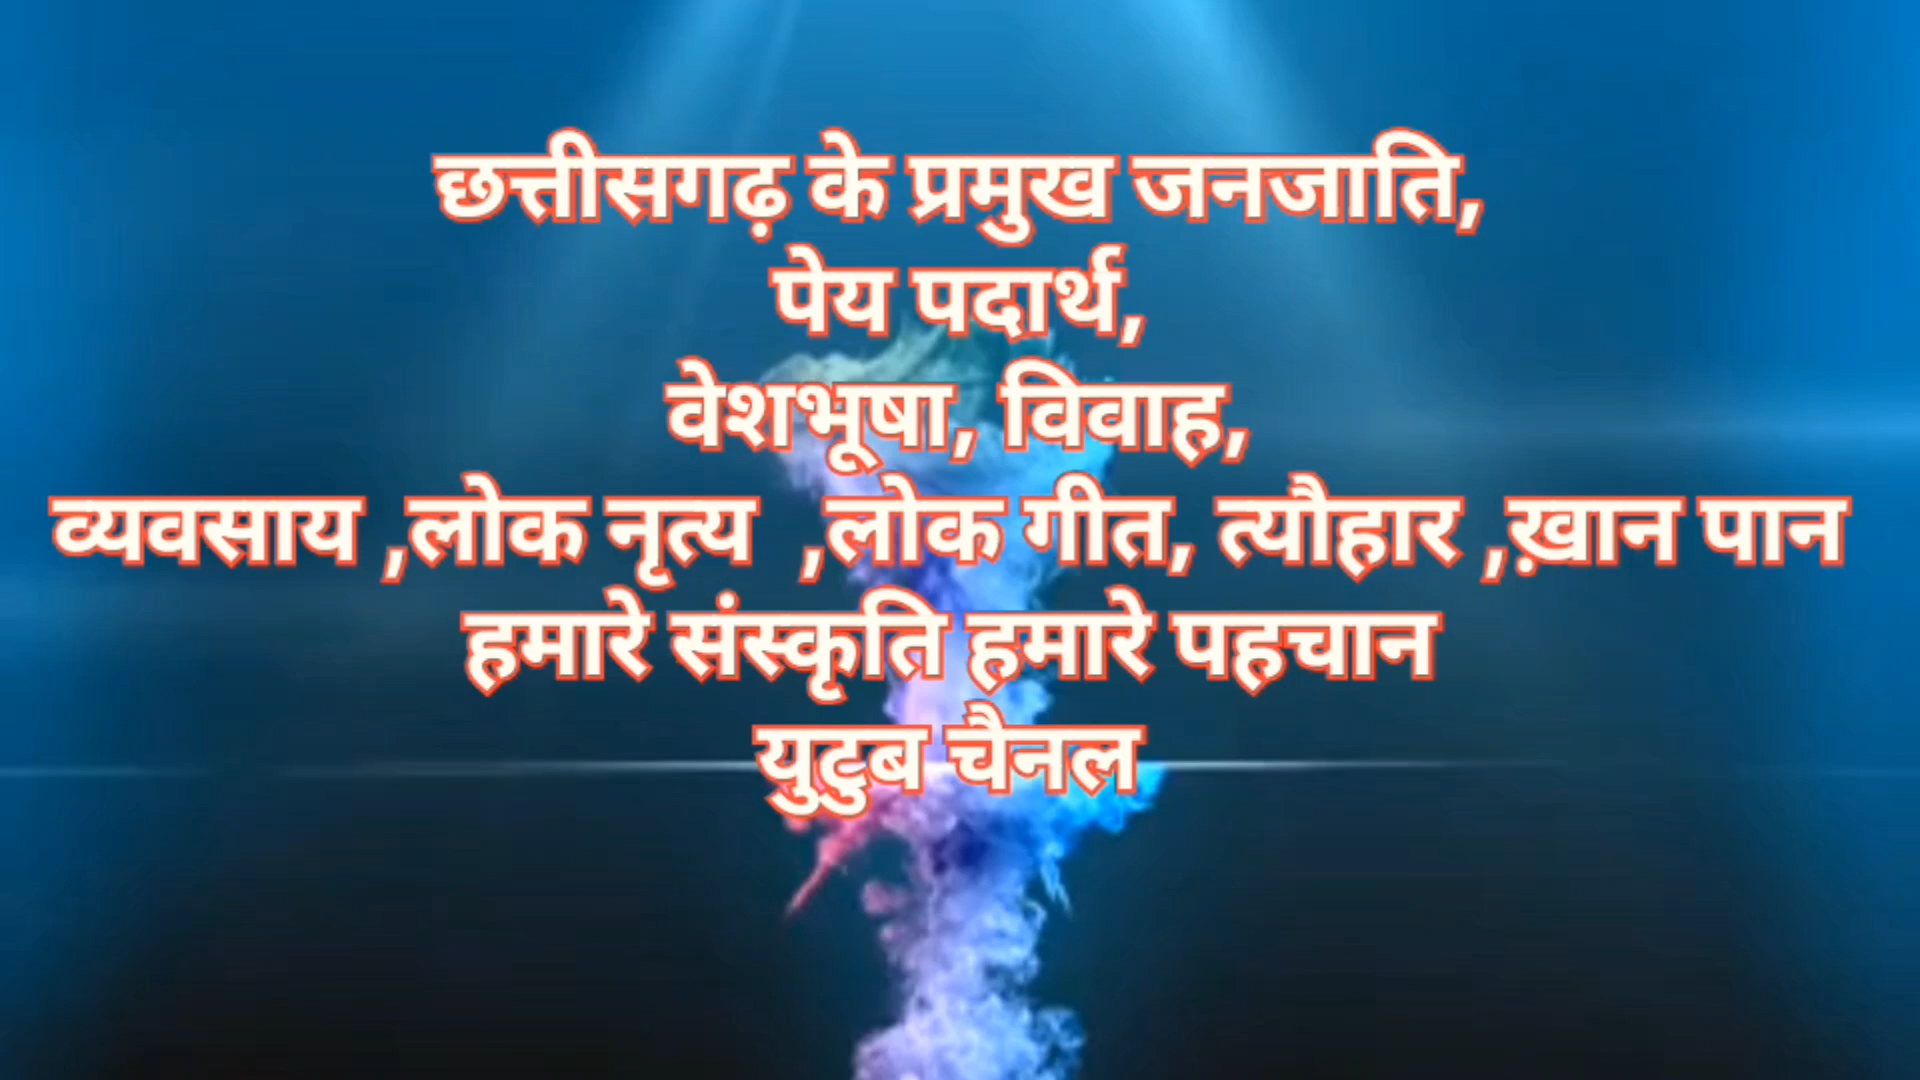 छत्तीसगढ़ के प्रमुख जनजाति,
पेय पदार्थ,
वेशभूषा, विवाह,
व्यवसाय ,लोक नृत्य  ,लोक गीत, त्यौहार ,ख़ान पान
हमारे संस्कृति हमारे पहचान
युटुब चैनल